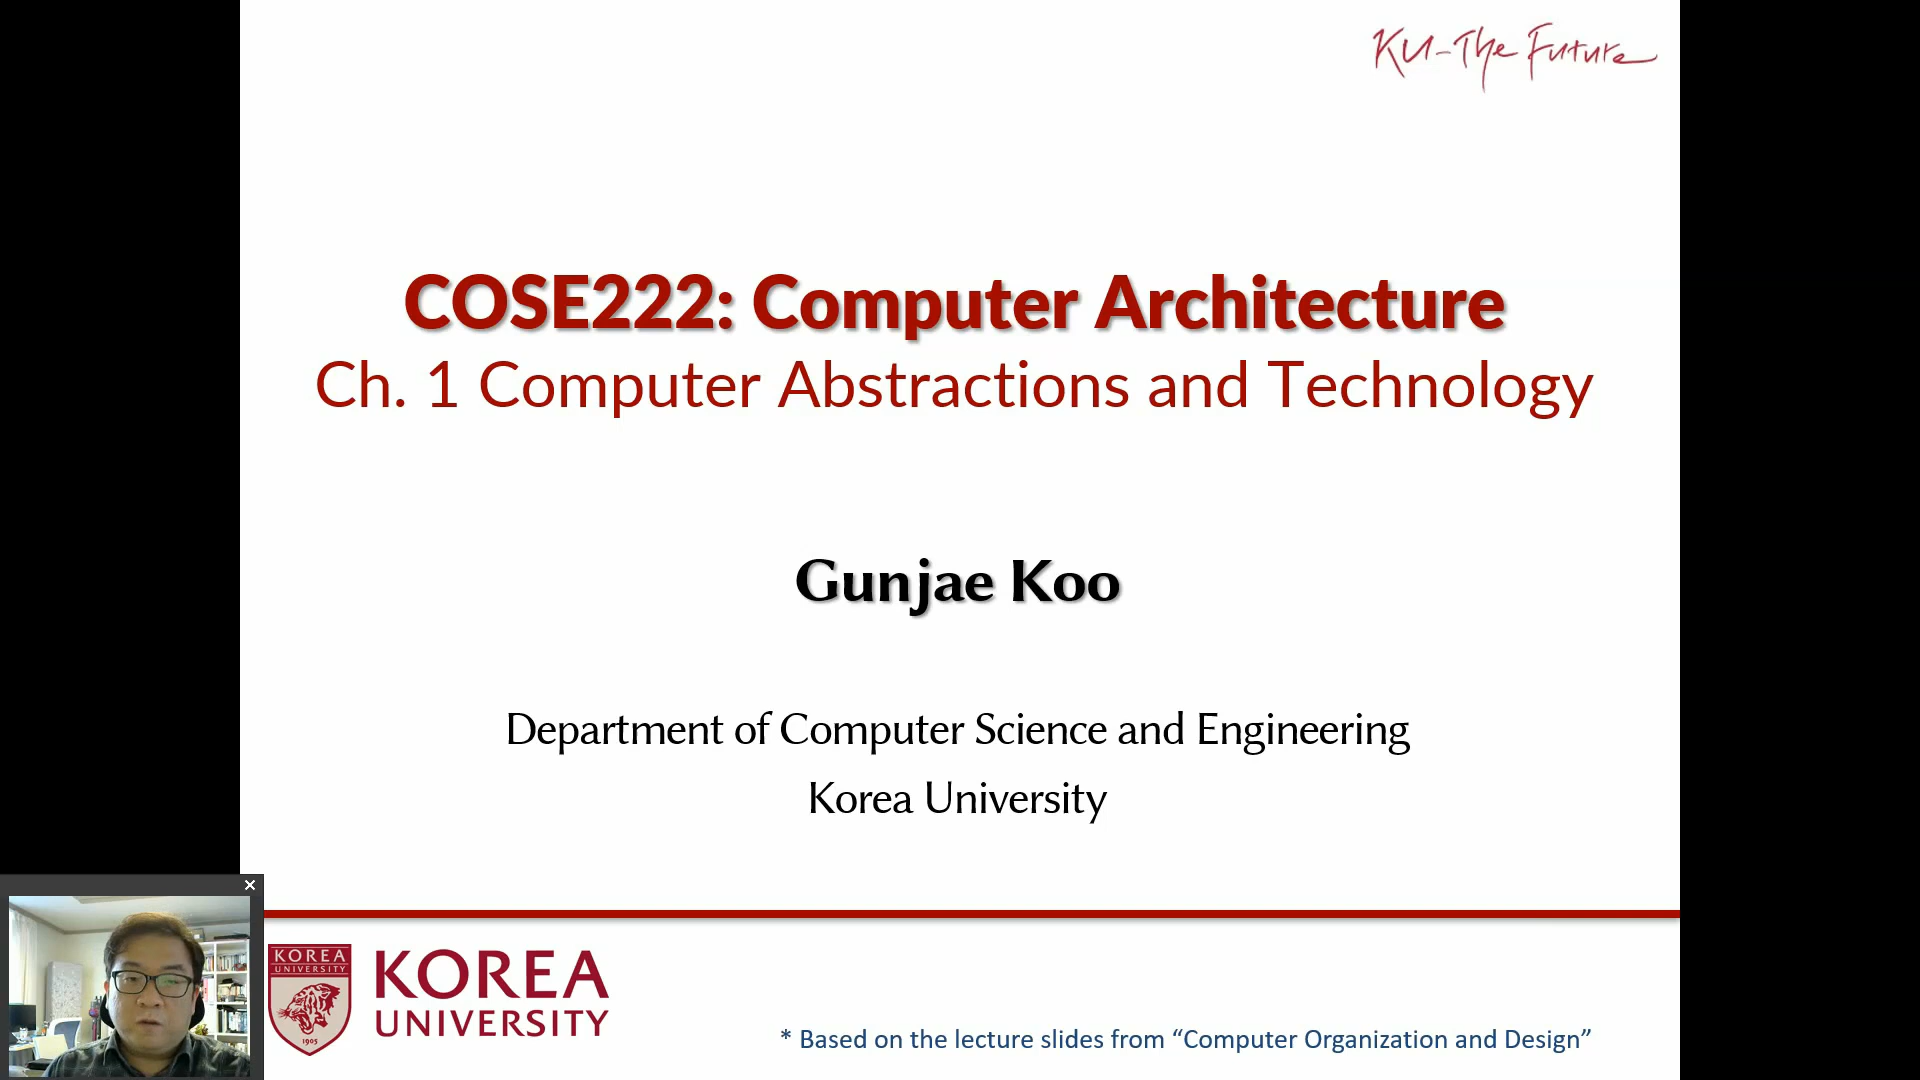 KU-The Future
COSE222: Computer Architecture
Ch. 1 Computer Abstractions and Technology
Gunjae Koo
Department of Computer Science and Engineering
Korea University
KOREA
UNIVERSITY
1905
KOREA
UNIVERSITY
* Based on the lecture slides from “Computer Organization and Design”